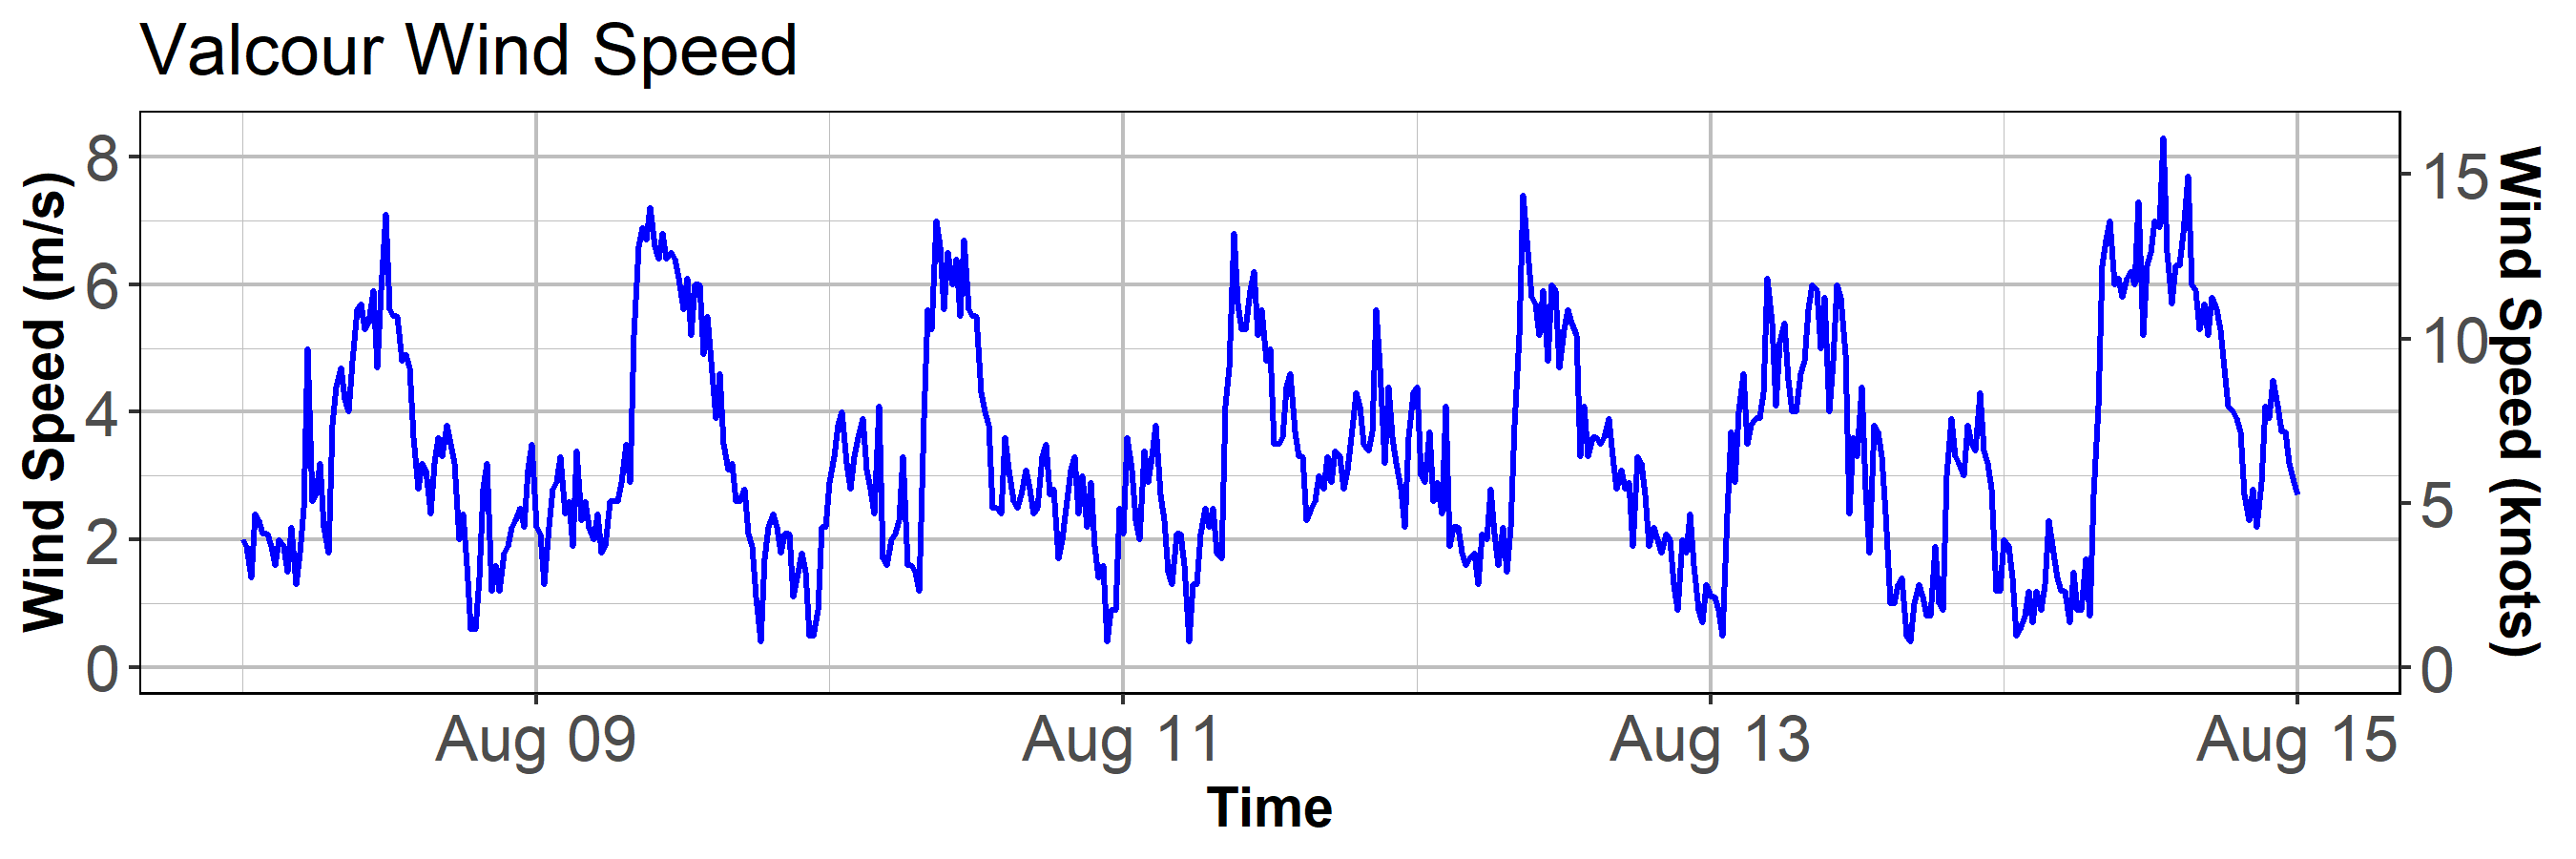 Valcour Wind Speed
Wind Speed (m/s)
8
6
4
2
0
15
10
5
0
Wind Speed (knots)
Aug 09
Aug 11
Aug 13
Aug 15
Time